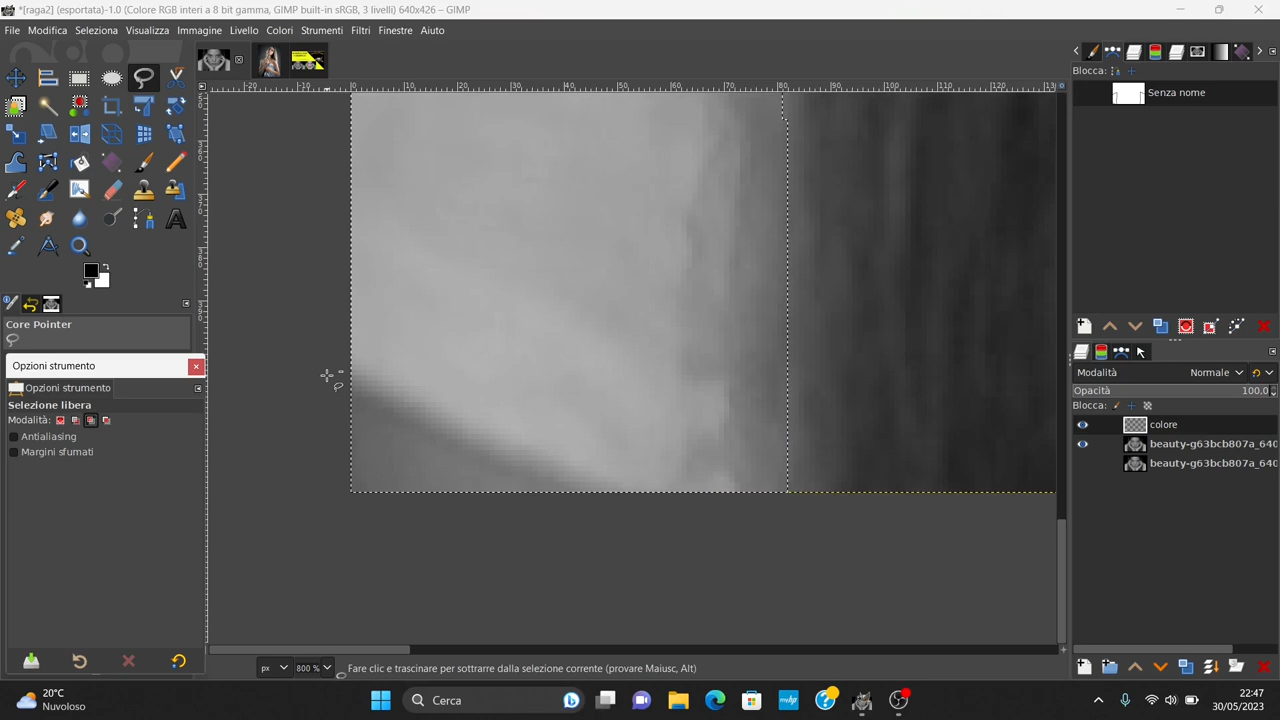 *[raga2] (esportata)-1.0 (Colore RGB interi a 8 bit gamma, GIMP built-in sRGB, 3 livelli) 640x426 – GIMP
File Modifica Seleziona Visualizza Immagine Livello Colori Strumenti Filtri Finestre Aiuto
Blocca:
Senza nome
Core Pointer
Opzioni strumento
Opzioni strumento
Selezione libera
Modalità:
Antialiasing
Margini sfumati
Modalità Normale
Opacità 100,0
Blocca:
colore
beauty-g63bcb807a_640
beauty-g63bcb807a_640
px 800 % Fare clic e trascinare per sottrarre dalla selezione corrente (provare Maiusc, Alt)
20°C
Nuvoloso
Cerca
22:47
30/05/2023